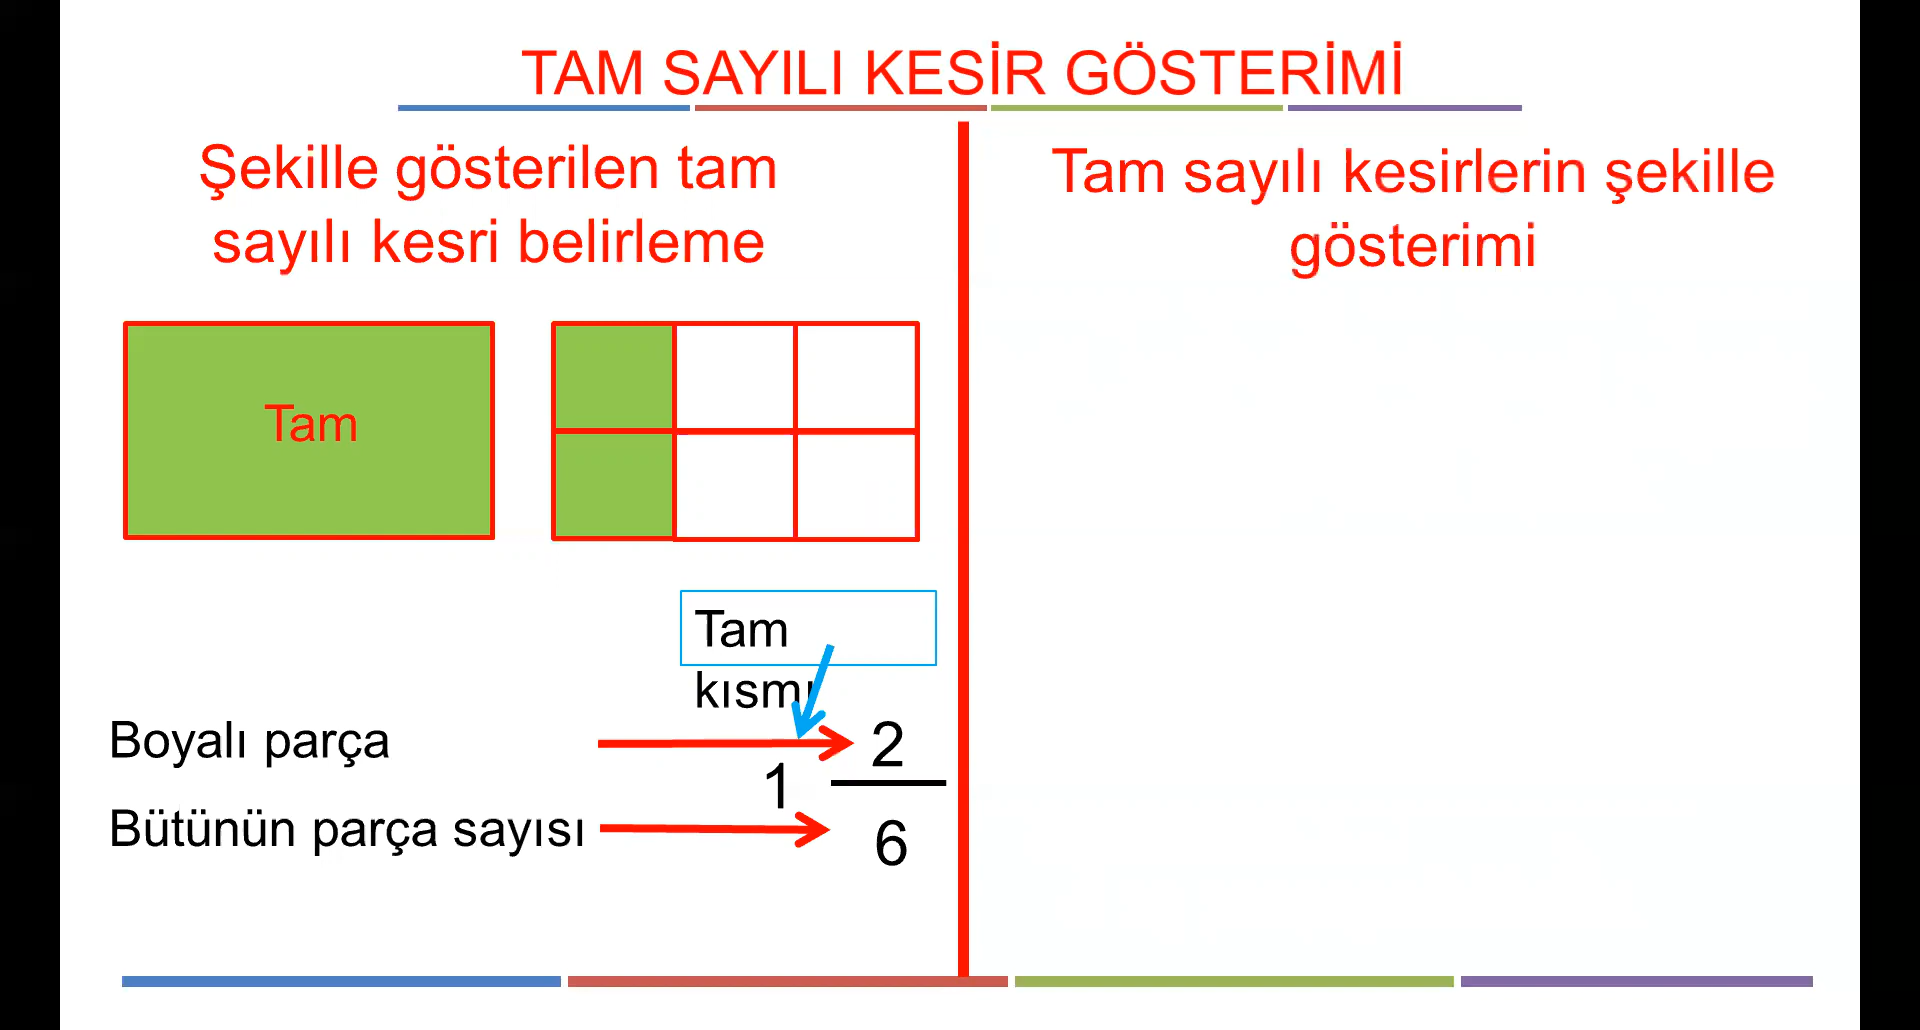 TAM SAYILI KESİR GÖSTERİMİ
Şekille gösterilen tam
sayılı kesri belirleme
Tam
Tam
kısmı
Boyalı parça
2
1
Bütünün parça sayısı
6
Tam sayılı kesirlerin şekille
gösterimi